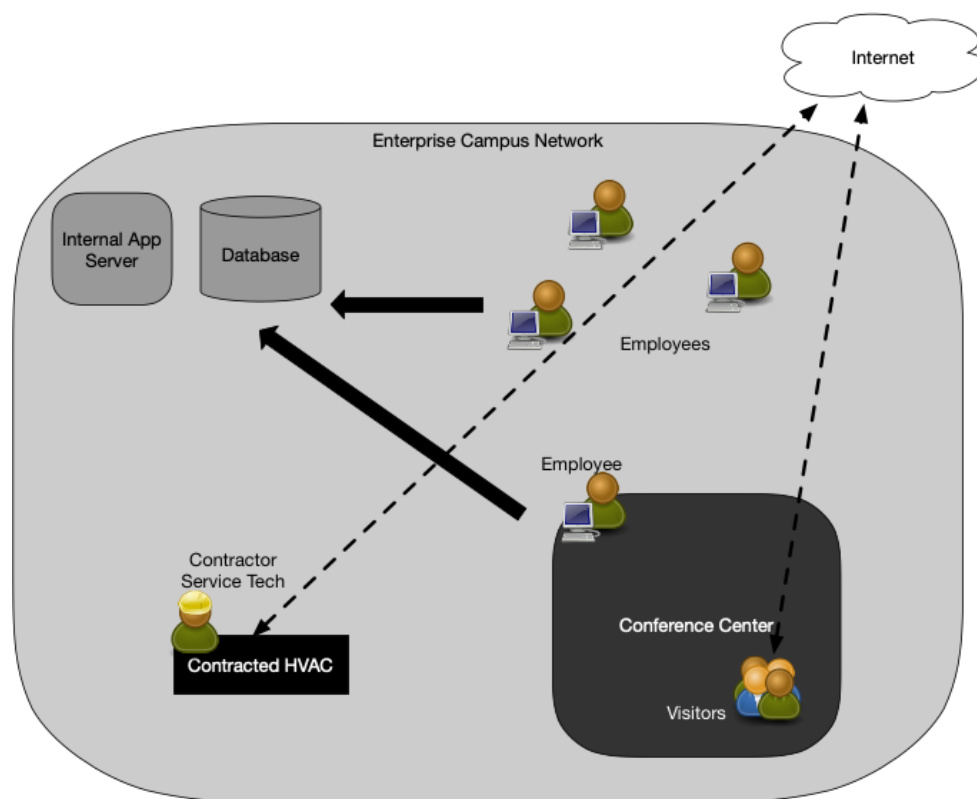 Internet
Enterprise Campus Network
Internal App
Server
Database
Employees
Employee
Contractor
Service Tech
Conference Center
Contracted HVAC
Visitors